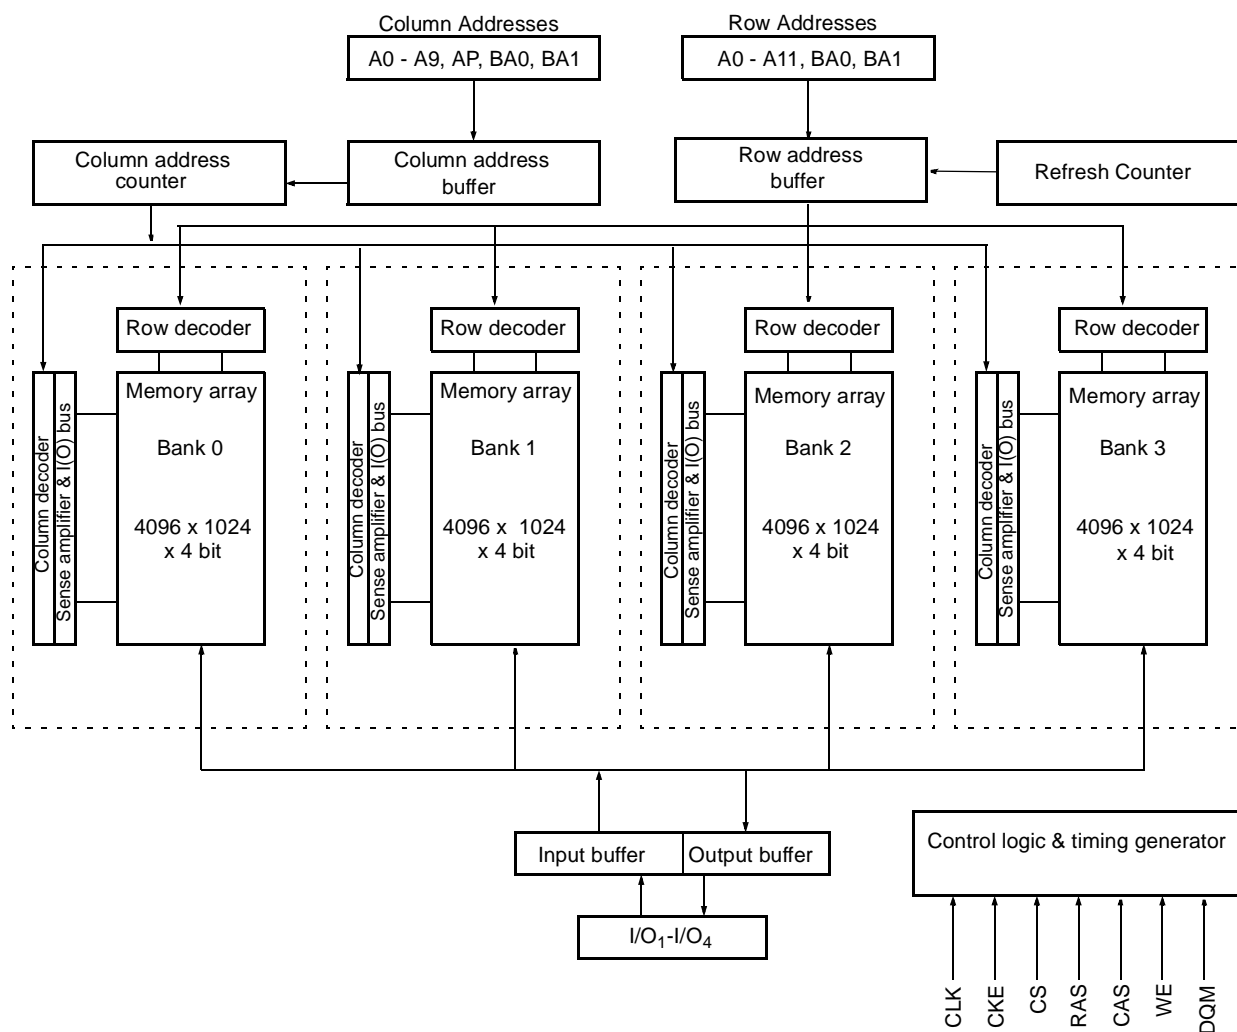 Column Addresses
Row Addresses
A0 - A9, AP, BA0, BA1
A0 - A11, BA0, BA1
Column address
counter
Column address
buffer
Row address
buffer
Refresh Counter
Row decoder
Row decoder
Row decoder
Row decoder
Column decoder
Sense amplifier & I(O) bus
Memory array
Bank 0
4096 x 1024
x 4 bit
Column decoder
Sense amplifier & I(O) bus
Memory array
Bank 1
4096 x 1024
x 4 bit
Column decoder
Sense amplifier & I(O) bus
Memory array
Bank 2
4096 x 1024
x 4 bit
Column decoder
Sense amplifier & I(O) bus
Memory array
Bank 3
4096 x 1024
x 4 bit
Input buffer
Output buffer
I/O1-I/O4
Control logic & timing generator
CLK
CKE
CS
RAS
CAS
WE
DQM